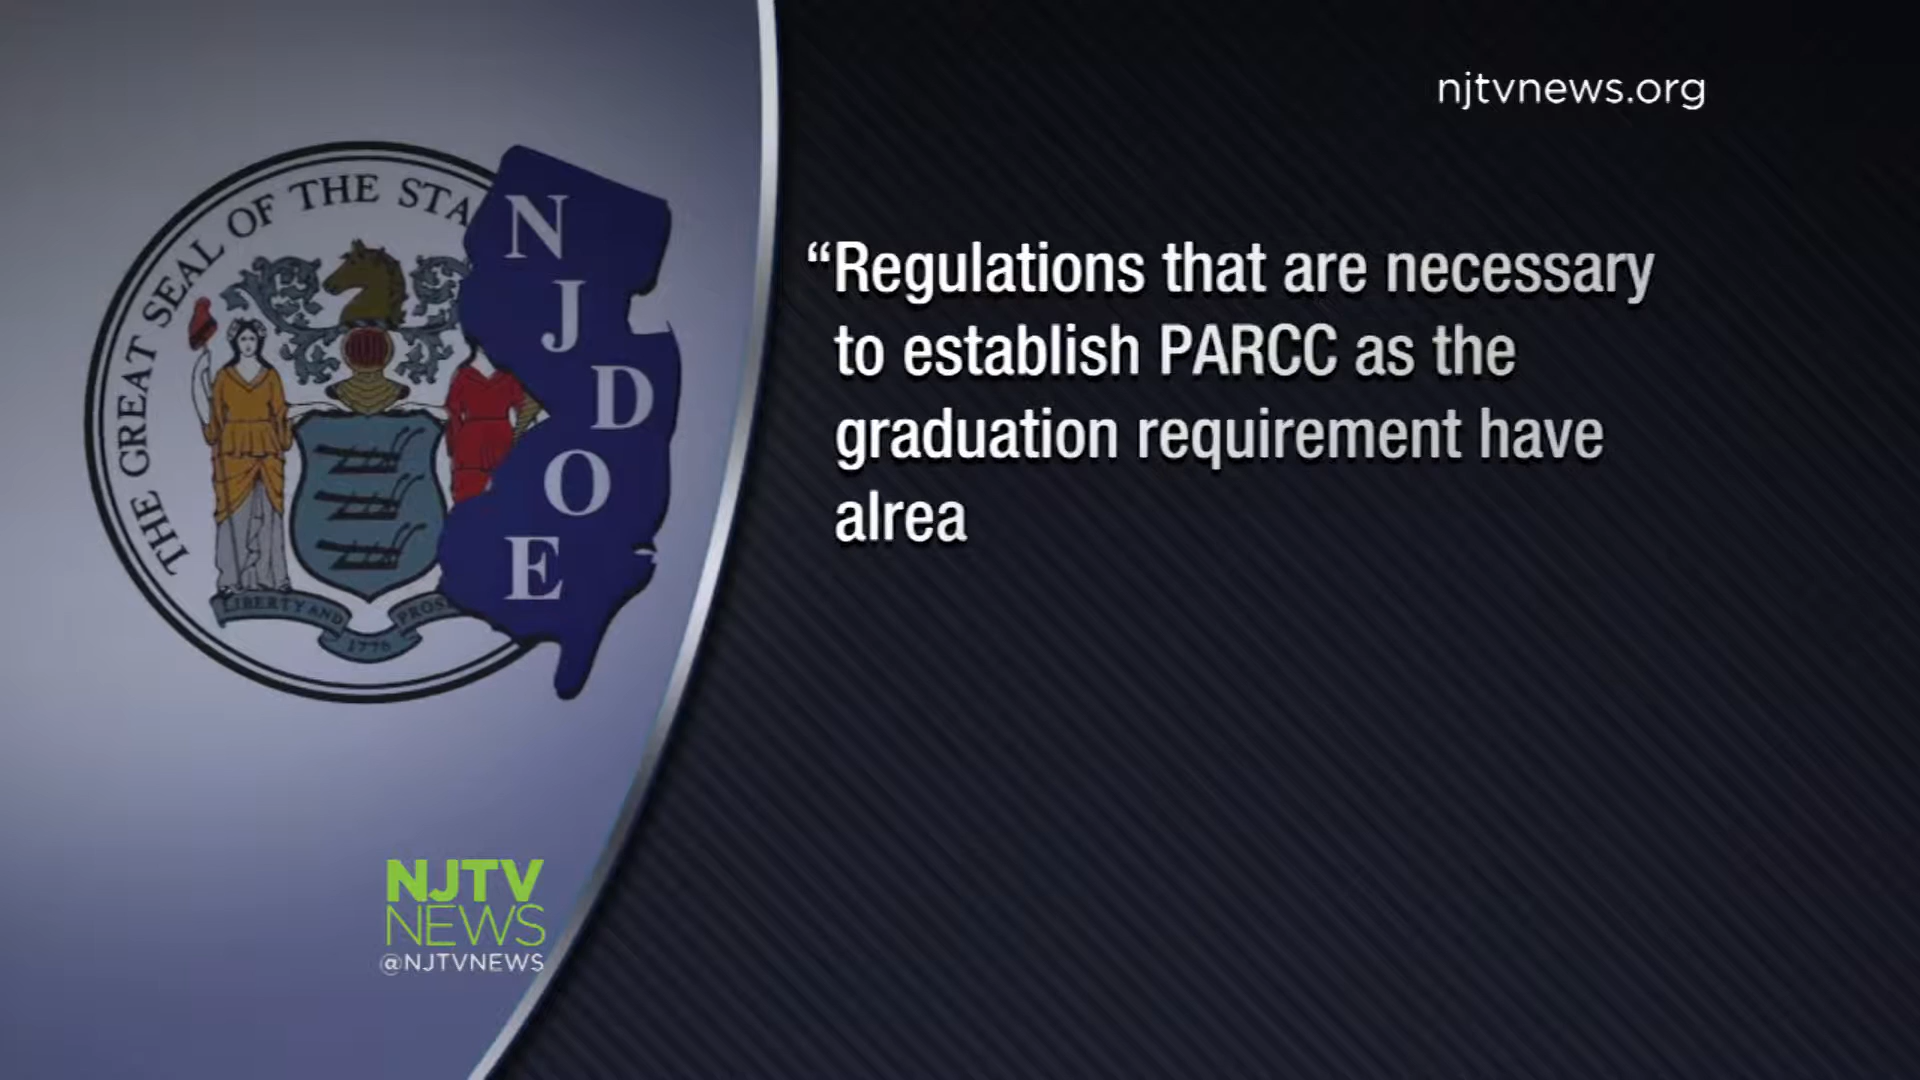 njtvnews.org
THE GREAT SEAL OF THE STA
N
J
D
O
E
LIBERTY AND PROS
1776
“Regulations that are necessary
to establish PARCC as the
graduation requirement have
alrea
NJTV
NEWS
@NJTVNEWS